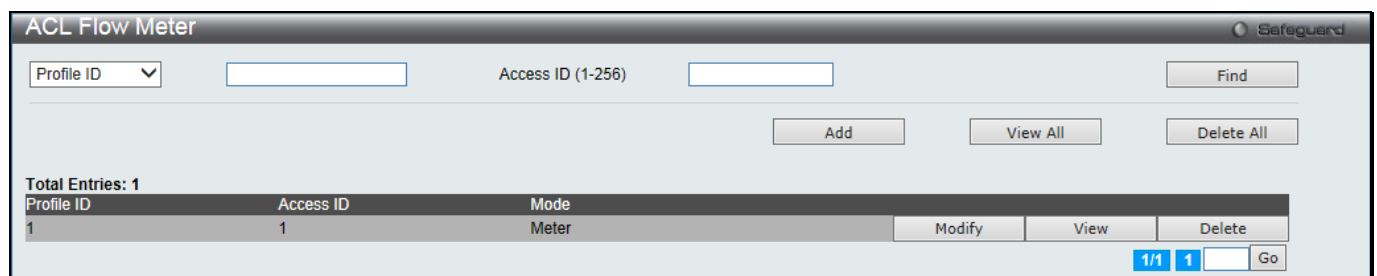 ACL Flow Meter Safeguard
Profile ID Access ID (1-256) Find
Add View All Delete All
Total Entries: 1
Profile ID Access ID Mode
1 1 Meter Modify View Delete
1/1 1 Go